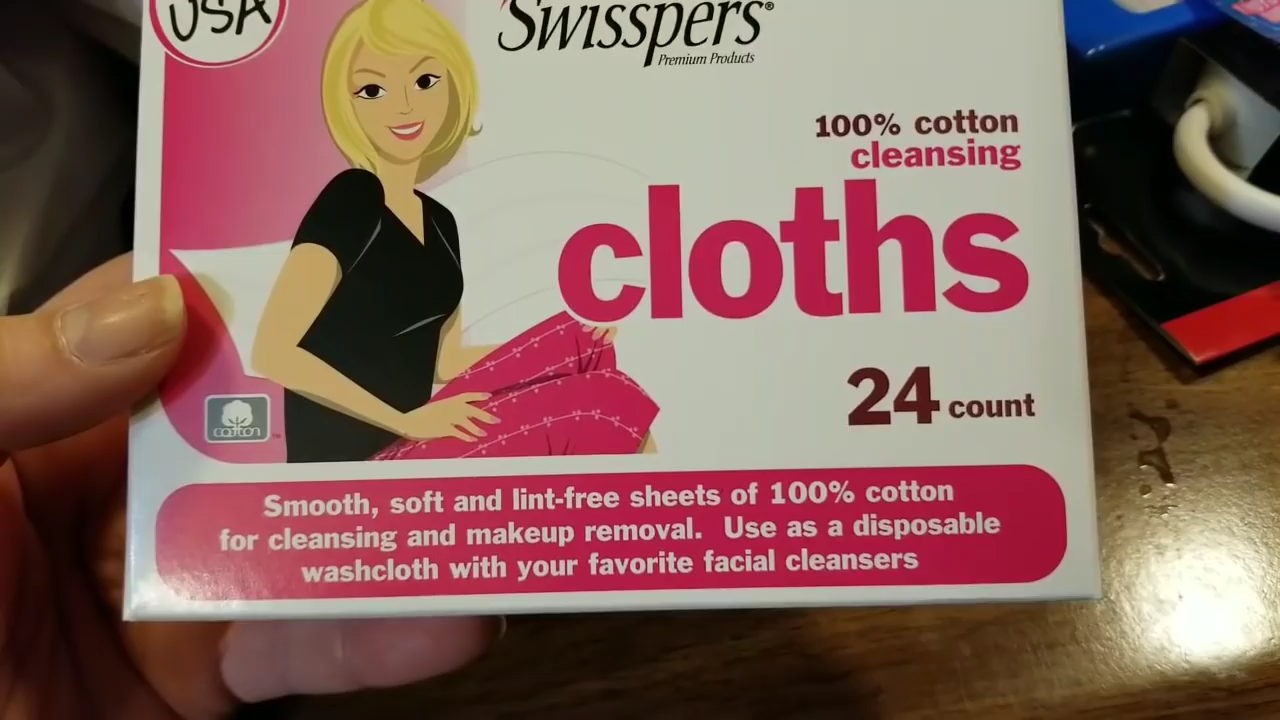 USA
Swisspers®
Premium Products
100% cotton
cleansing
cloths
24 count
cotton
™
Smooth, soft and lint-free sheets of 100% cotton
for cleansing and makeup removal. Use as a disposable
washcloth with your favorite facial cleansers